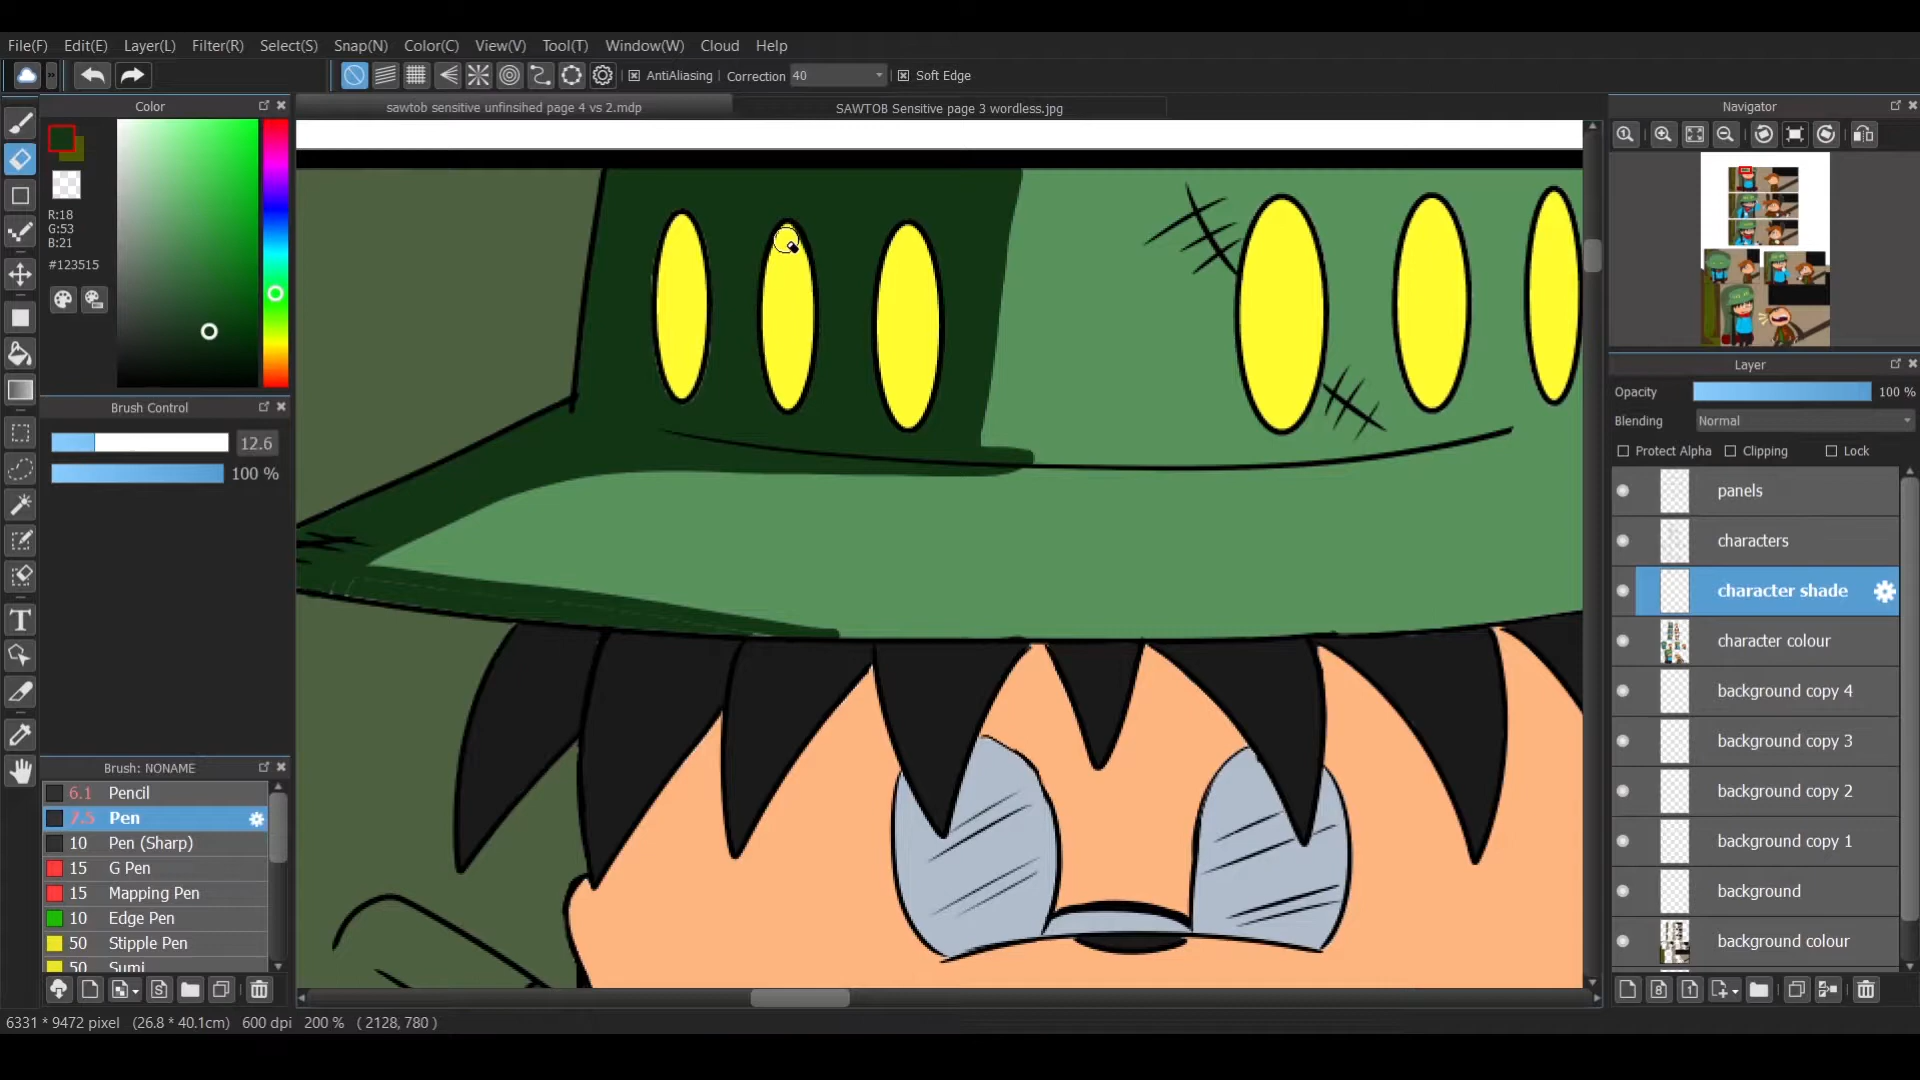 File(F) Edit(E) Layer(L) Filter(R) Select(S) Snap(N) Color(C) View(V) Tool(T) Window(W) Cloud Help
AntiAliasing Correction 40 Soft Edge
Color
sawtob sensitive unfinsihed page 4 vs 2.mdp
SAWTOB Sensitive page 3 wordless.jpg
Navigator
R:18
G:53
B:21
#123515
Layer
Opacity 100 %
Brush Control
Blending Normal
12.6
Protect Alpha Clipping Lock
100 %
panels
characters
character shade
character colour
background copy 4
background copy 3
background copy 2
background copy 1
background
background colour
Brush: NONAME
6.1 Pencil
7.5 Pen
10 Pen (Sharp)
15 G Pen
15 Mapping Pen
10 Edge Pen
50 Stipple Pen
50 Sumi
6331 * 9472 pixel (26.8 * 40.1cm) 600 dpi 200 % ( 2128, 780 )